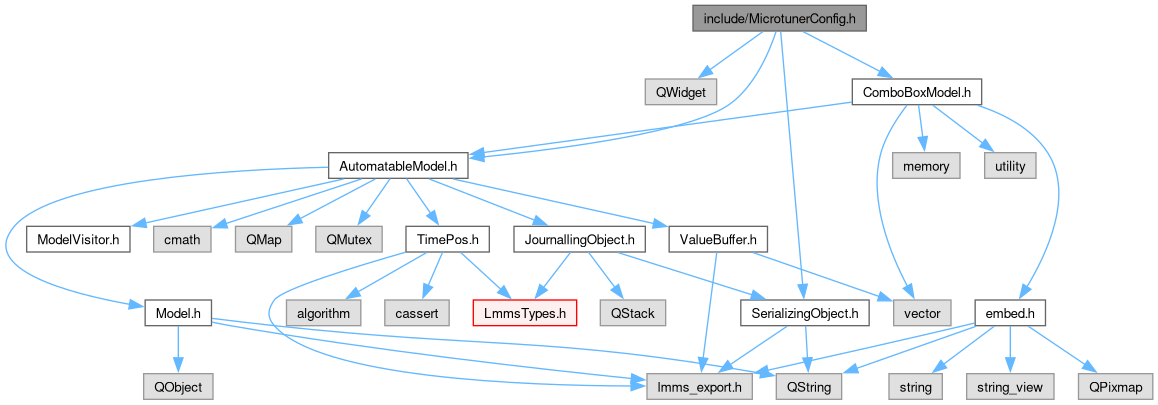 include/MicrotunerConfig.h
QWidget
ComboBoxModel.h
AutomatableModel.h
memory
utility
ModelVisitor.h
cmath
QMap
QMutex
TimePos.h
JournallingObject.h
ValueBuffer.h
Model.h
algorithm
cassert
LmmsTypes.h
QStack
SerializingObject.h
vector
embed.h
QObject
lmms_export.h
QString
string
string_view
QPixmap